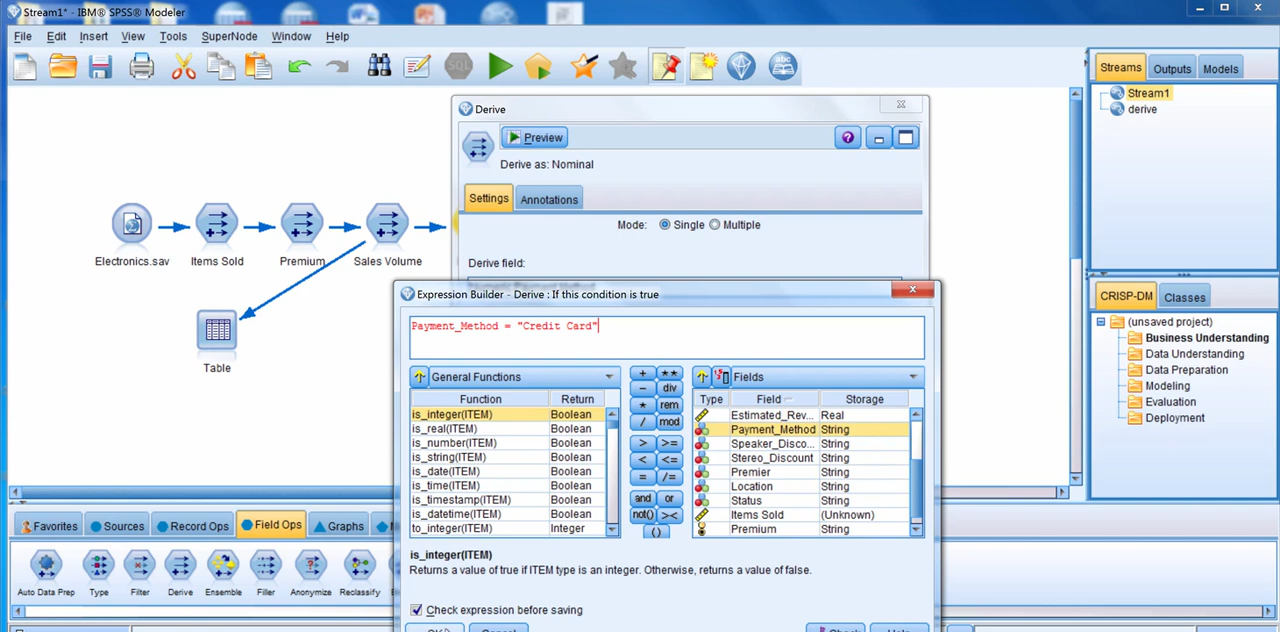 Stream1* - IBM® SPSS® Modeler
File Edit Insert View Tools SuperNode Window Help
SQL
abc
Streams Outputs Models
Stream1
derive
Derive
Preview
Derive as: Nominal
Settings Annotations
Mode: Single Multiple
Derive field:
Electronics.sav Items Sold Premium Sales Volume
Table
Expression Builder - Derive : If this condition is true
Payment_Method = "Credit Card"
General Functions
Function Return
is_integer(ITEM) Boolean
is_real(ITEM) Boolean
is_number(ITEM) Boolean
is_string(ITEM) Boolean
is_date(ITEM) Boolean
is_time(ITEM) Boolean
is_timestamp(ITEM) Boolean
is_datetime(ITEM) Boolean
to_integer(ITEM) Integer
+ **
- div
* rem
/ mod
> >=
< <=
= /=
and or
not() ><
()
Fields
Type Field Storage
Estimated_Rev... Real
Payment_Method String
Speaker_Disco... String
Stereo_Discount String
Premier String
Location String
Status String
Items Sold (Unknown)
Premium String
is_integer(ITEM)
Returns a value of true if ITEM type is an integer. Otherwise, returns a value of false.
Check expression before saving
OK Cancel Check Help
CRISP-DM Classes
(unsaved project)
Business Understanding
Data Understanding
Data Preparation
Modeling
Evaluation
Deployment
Favorites Sources Record Ops Field Ops Graphs
Auto Data Prep Type Filter Derive Ensemble Filler Anonymize Reclassify